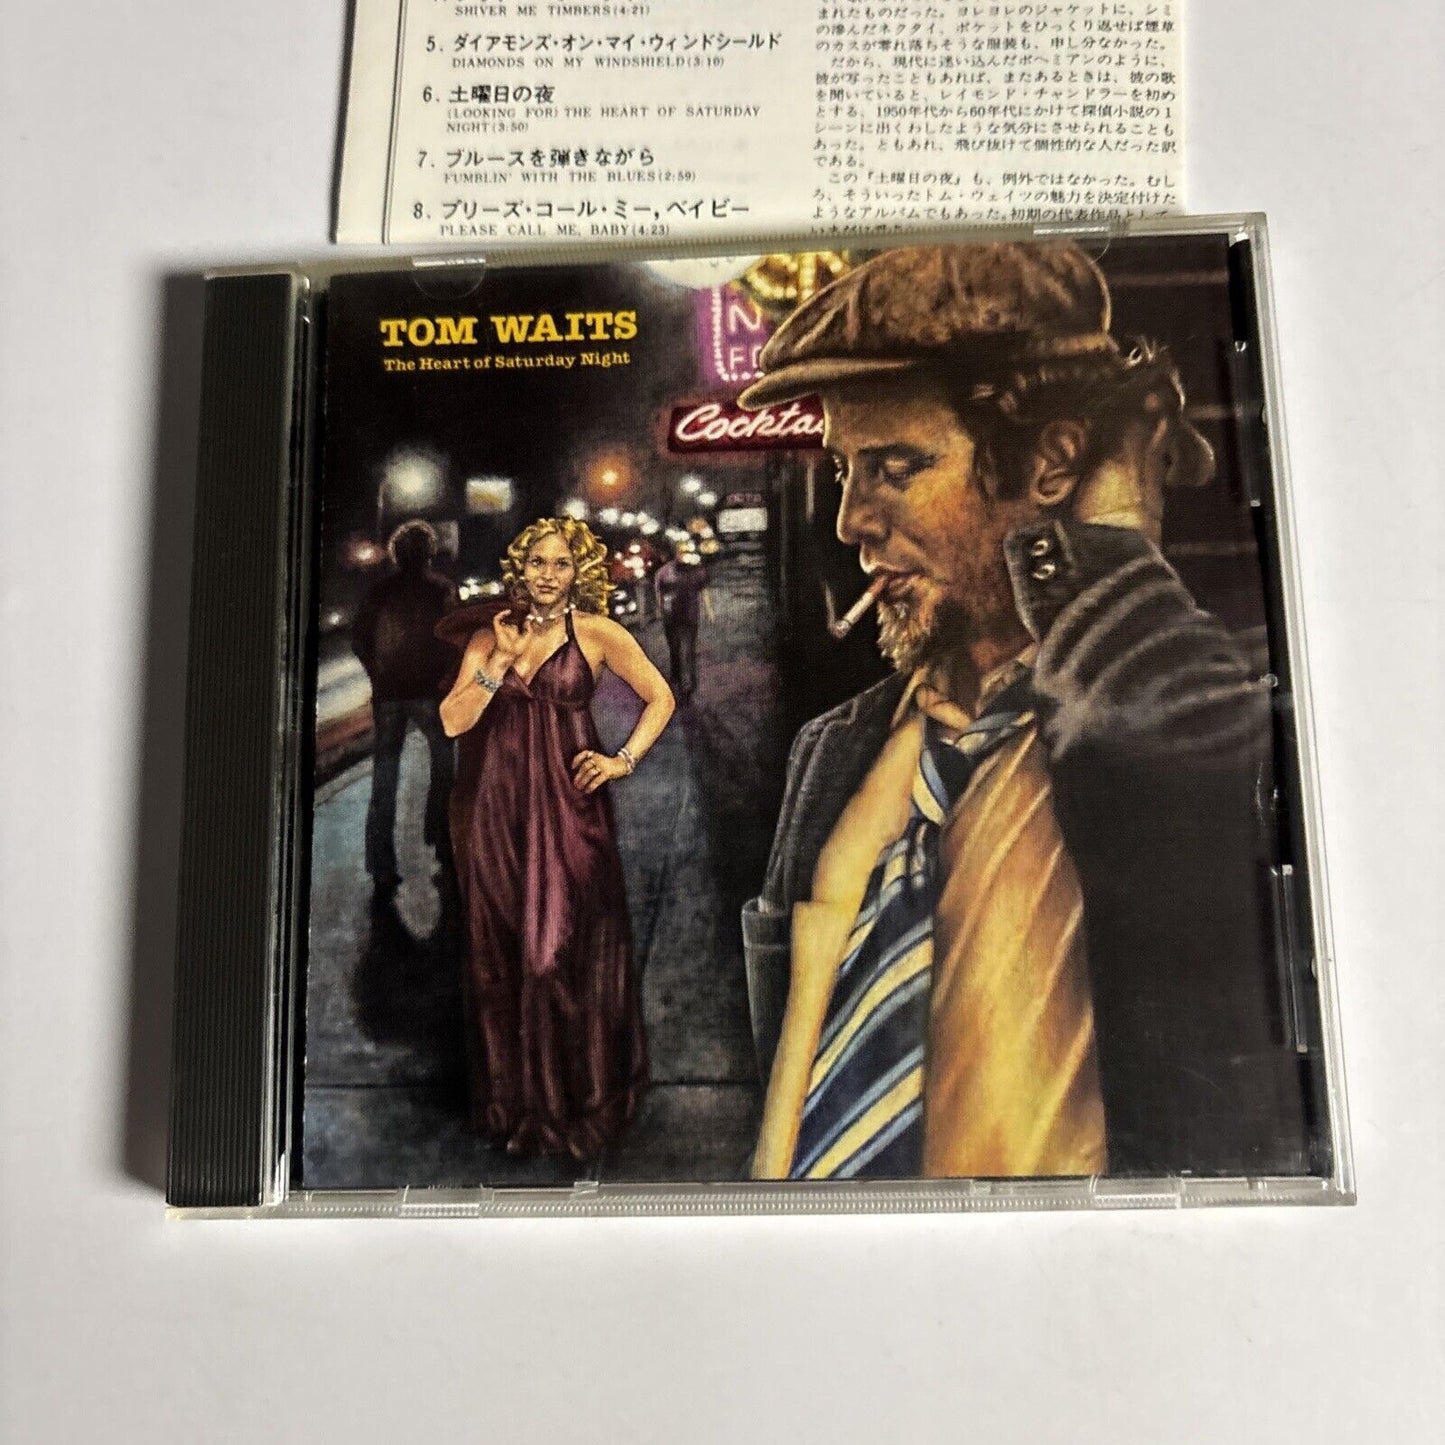 SHIVER ME TIMBERS(4:21)
5. ダイアモンズ・オン・マイ・ウィンドシールド
DIAMONDS ON MY WINDSHIELD(3:10)
6. 土曜日の夜
(LOOKING FOR) THE HEART OF SATURDAY
NIGHT(3:50)
7. ブルースを弾きながら
FUMBLIN' WITH THE BLUES(2:59)
8. ブリーズ・コール・ミー, ベイビー
PLEASE CALL ME, BABY(4:23)
まれたものだった。ヨレヨレのジャケットに、シミ
の滲んだネクタイ、ポケットをひっくり返せば煙草
のカスが零れ落ちそうな服装も、申し分なかった。
だから、現代に迷い込んだボヘミアンのように、
彼が写ったこともあれば、またあるときは、彼の歌
を聞いていると、レイモンド・チャンドラーを初め
とする、1950年代から60年代にかけて探偵小説の1
シーンに出くわしたような気分にさせられることも
あった。ともあれ、飛び抜けて個性的な人だった訳
である。
この『土曜日の夜』も、例外ではなかった。むし
ろ、そういったトム・ウェイツの魅力を決定付けた
ようなアルバムでもあった。初期の代表作品として
TOM WAITS
The Heart of Saturday Night
Cockta